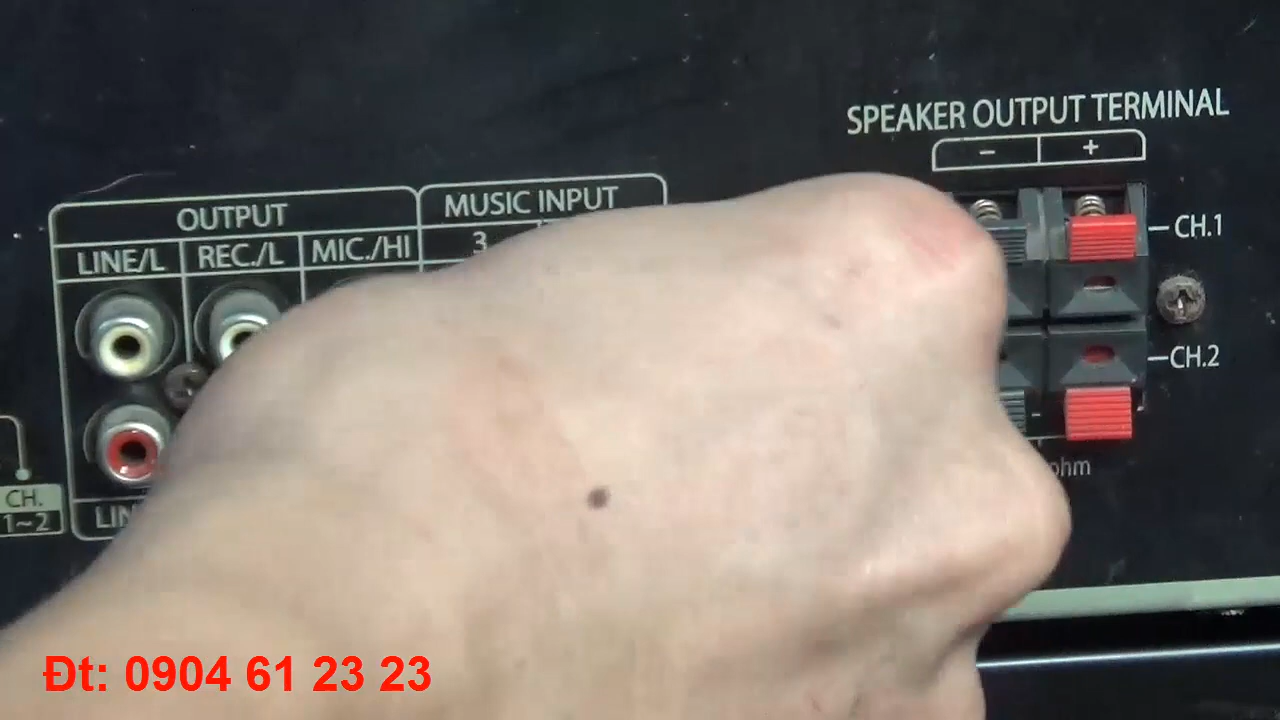 SPEAKER OUTPUT TERMINAL
− +
OUTPUT MUSIC INPUT
LINE/L REC./L MIC./HI 3
CH.1
CH.2
ohm
CH.
1~2
Đt: 0904 61 23 23